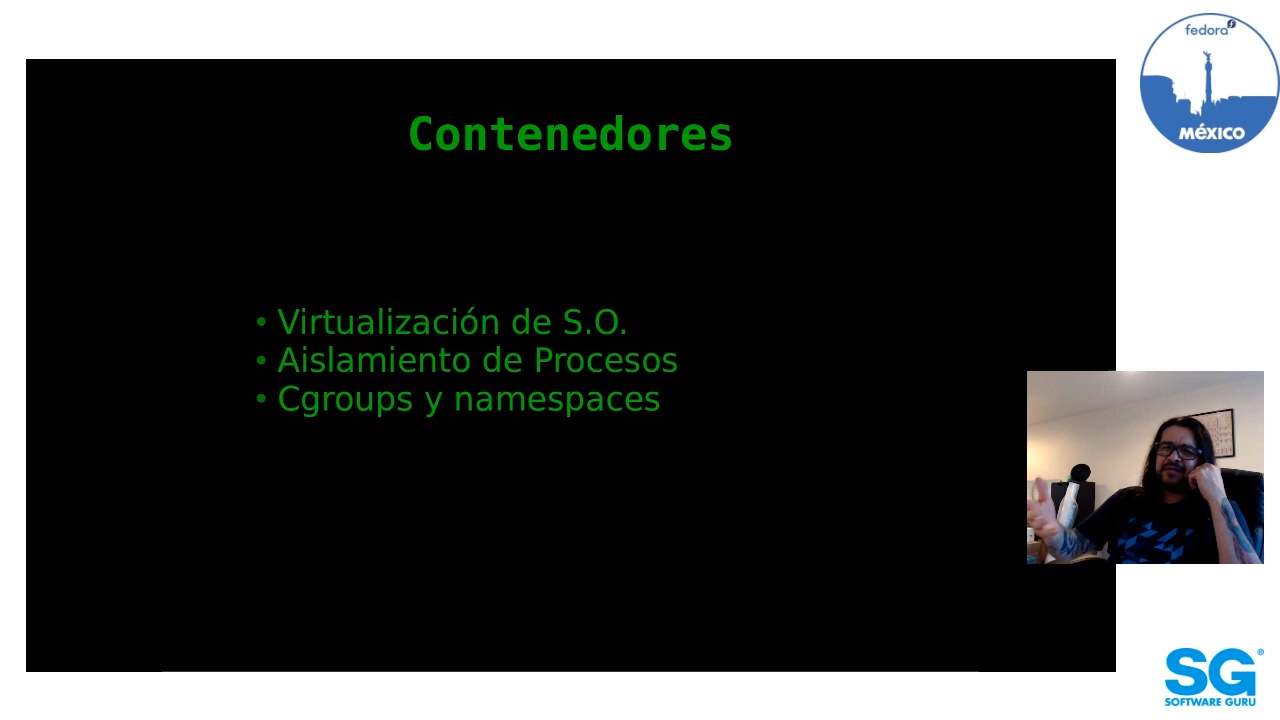 fedora
MéXICO
Contenedores
• Virtualización de S.O.
• Aislamiento de Procesos
• Cgroups y namespaces
SG®
SOFTWARE GURU